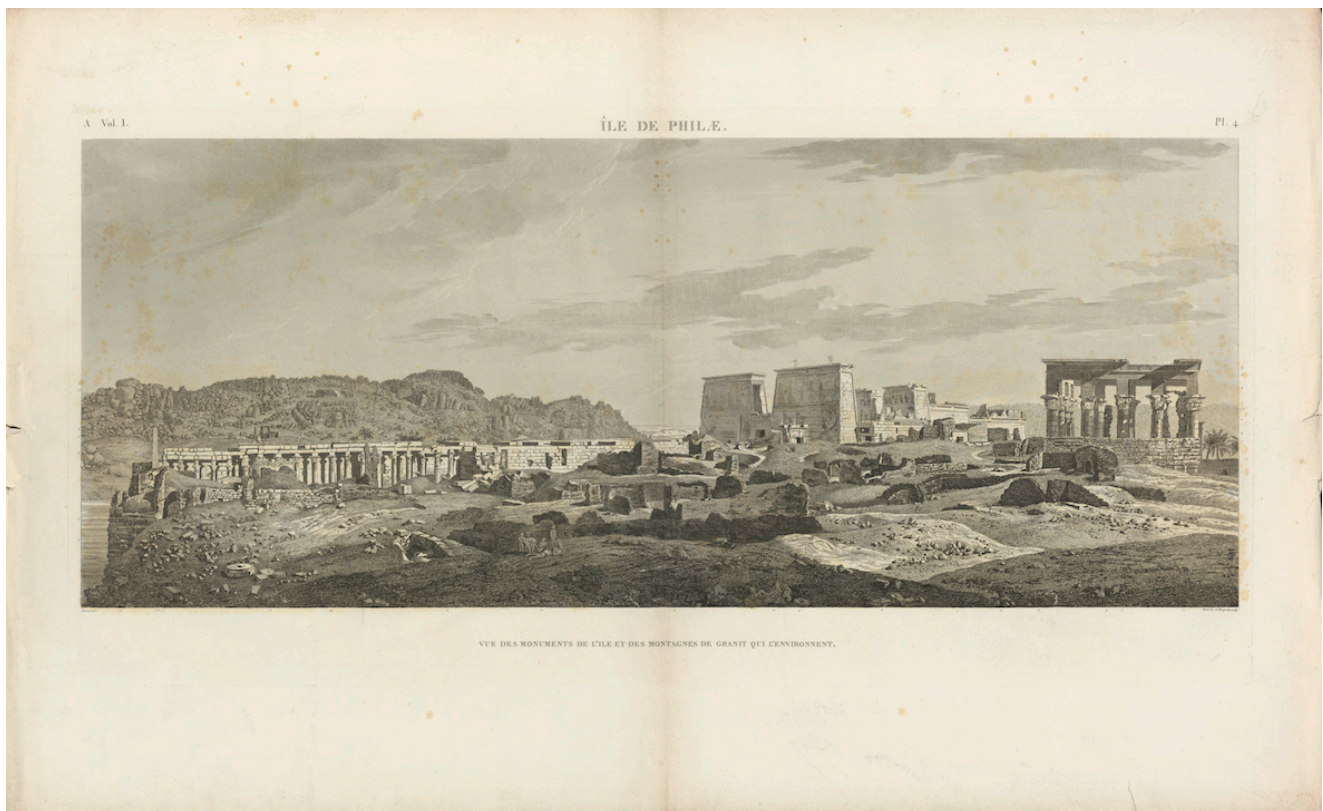 A Vol. I.
ÎLE DE PHILÆ.
Pl. 4
VUE DES MONUMENTS DE L'ILE ET DES MONTAGNES DE GRANIT QUI L'ENVIRONNENT.